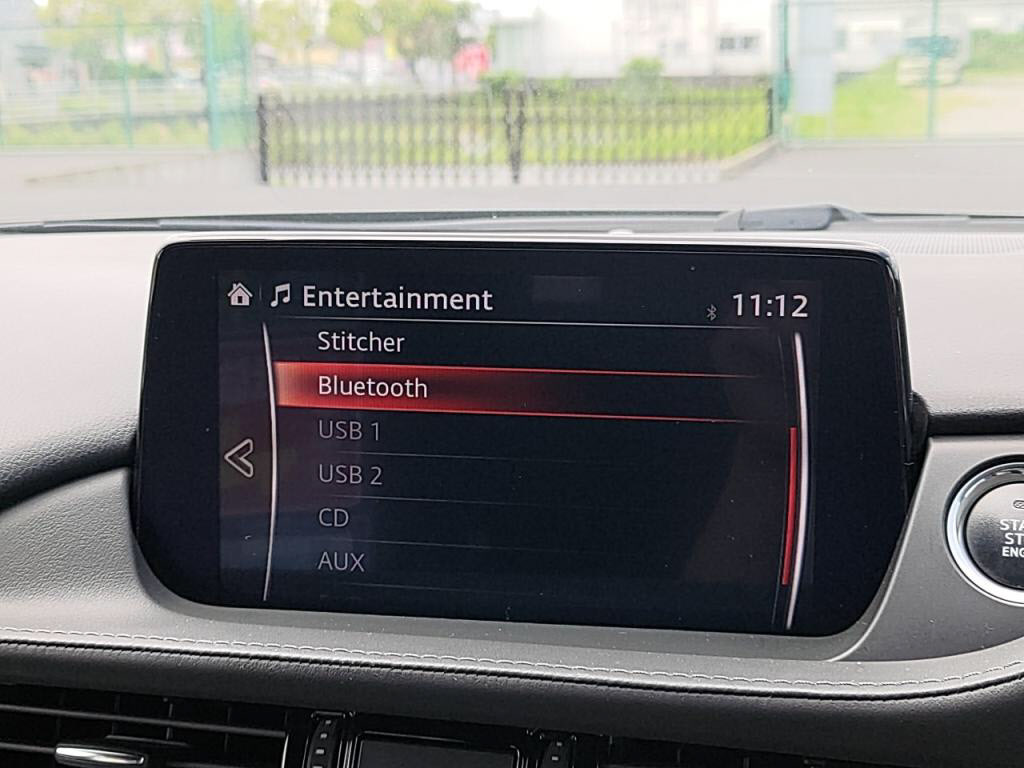 Entertainment 11:12
Stitcher
Bluetooth
USB 1
USB 2
CD
AUX